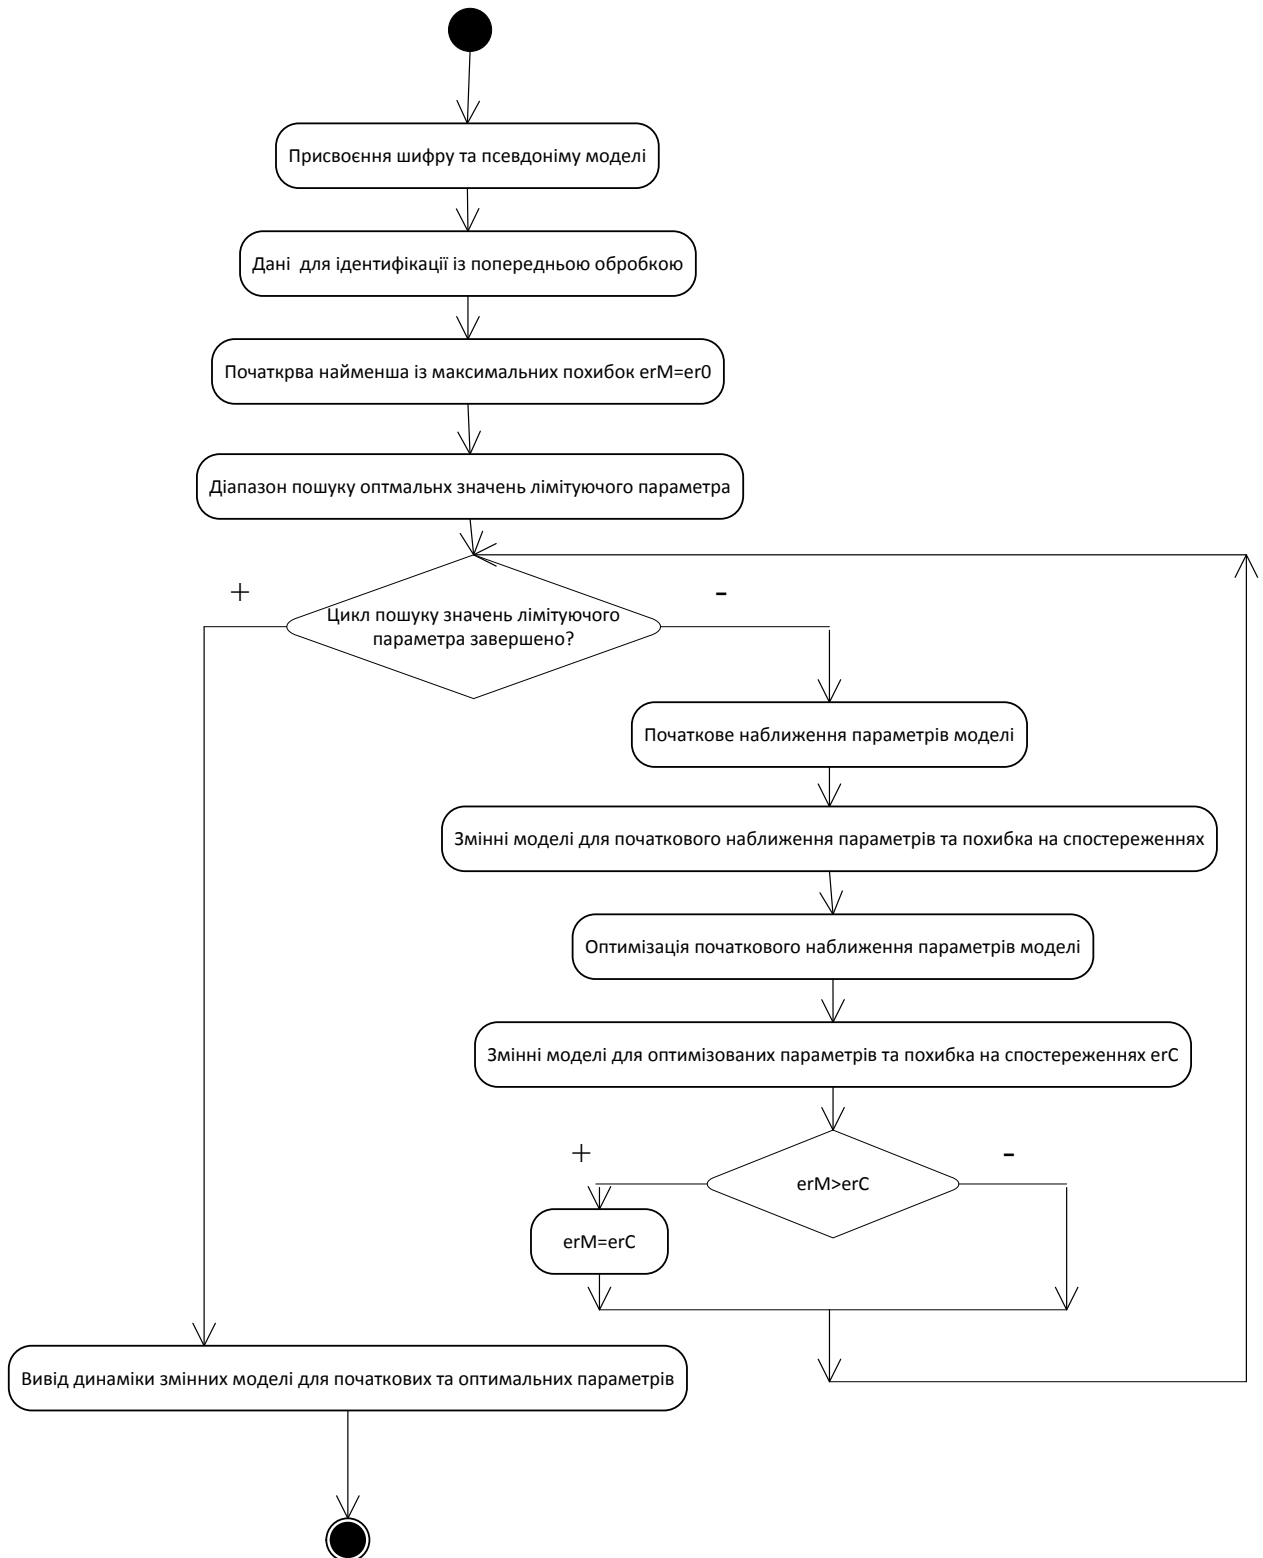 Присвоєння шифру та псевдоніму моделі
Дані  для ідентифікації із попередньою обробкою
Початкрва найменша із максимальних похибок erM=er0
Діапазон пошуку оптмальнх значень лімітуючого параметра
+
-
Цикл пошуку значень лімітуючого
параметра завершено?
Початкове наближення параметрів моделі
Змінні моделі для початкового наближення параметрів та похибка на спостереженнях
Оптимізація початкового наближення параметрів моделі
Змінні моделі для оптимізованих параметрів та похибка на спостереженнях erC
+
-
erM>erC
erM=erC
Вивід динаміки змінних моделі для початкових та оптимальних параметрів